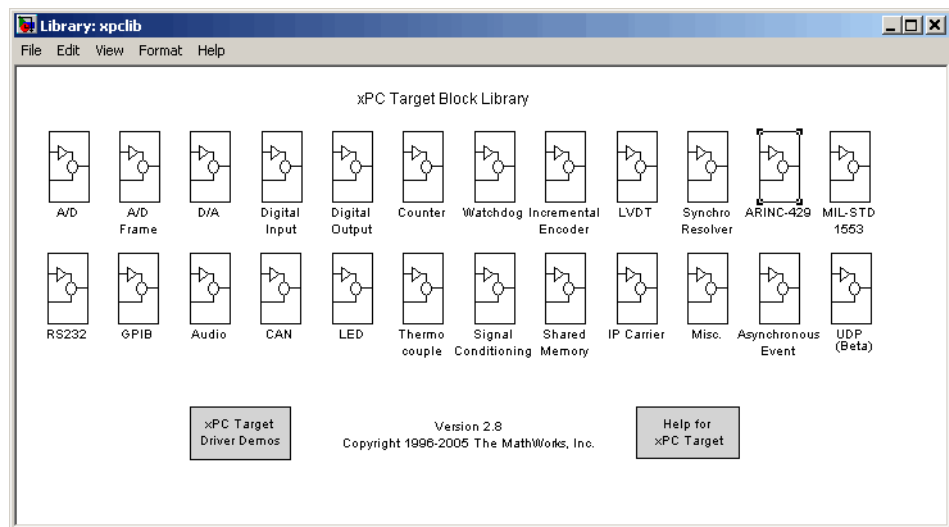 Library: xpclib
File Edit View Format Help
xPC Target Block Library
A/D
A/D
Frame
D/A
Digital
Input
Digital
Output
Counter
Watchdog
Incremental
Encoder
LVDT
Synchro
Resolver
ARINC-429
MIL-STD
1553
RS232
GPIB
Audio
CAN
LED
Thermo
couple
Signal
Conditioning
Shared
Memory
IP Carrier
Misc.
Asynchronous
Event
UDP
(Beta)
xPC Target
Driver Demos
Version 2.8
Copyright 1996-2005 The MathWorks, Inc.
Help for
xPC Target